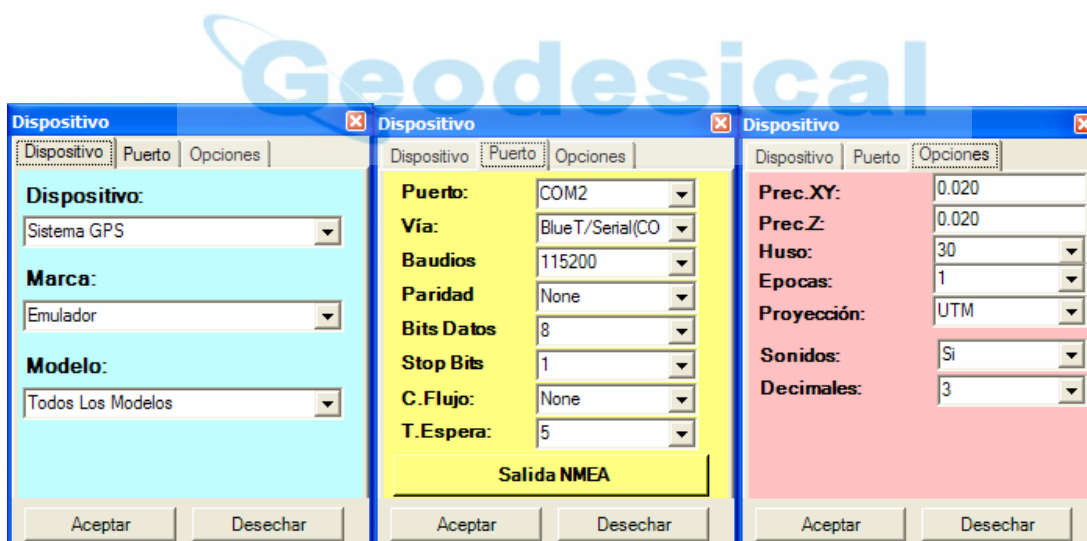 Geodesical
Dispositivo
Dispositivo Puerto Opciones
Dispositivo:
Sistema GPS
Marca:
Emulador
Modelo:
Todos Los Modelos
Aceptar Desechar
Dispositivo
Dispositivo Puerto Opciones
Puerto: COM2
Vía: BlueT/Serial(CO
Baudios 115200
Paridad None
Bits Datos 8
Stop Bits 1
C.Flujo: None
T.Espera: 5
Salida NMEA
Aceptar Desechar
Dispositivo
Dispositivo Puerto Opciones
Prec.XY: 0.020
Prec.Z: 0.020
Huso: 30
Epocas: 1
Proyección: UTM
Sonidos: Si
Decimales: 3
Aceptar Desechar